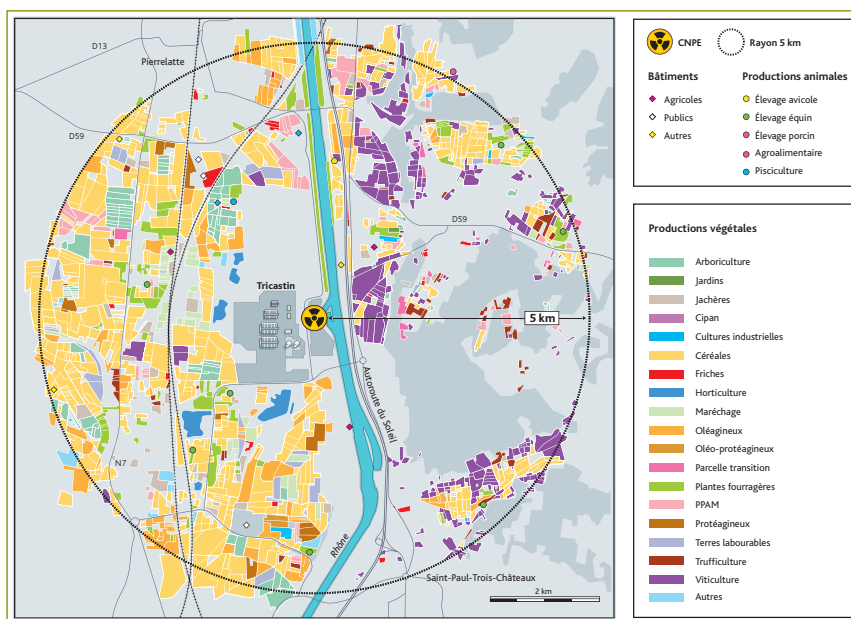 D13
Pierrelatte
D59
D59
Tricastin
5 km
Autoroute du Soleil
N7
Rhône
Saint-Paul-Trois-Châteaux
2 km
CNPE
Rayon 5 km
Bâtiments
Agricoles
Publics
Autres
Productions animales
Élevage avicole
Élevage équin
Élevage porcin
Agroalimentaire
Pisciculture
Productions végétales
Arboriculture
Jardins
Jachères
Cipan
Cultures industrielles
Céréales
Friches
Horticulture
Maréchage
Oléagineux
Oléo-protéagineux
Parcelle transition
Plantes fourragères
PPAM
Protéagineux
Terres labourables
Trufficulture
Viticulture
Autres